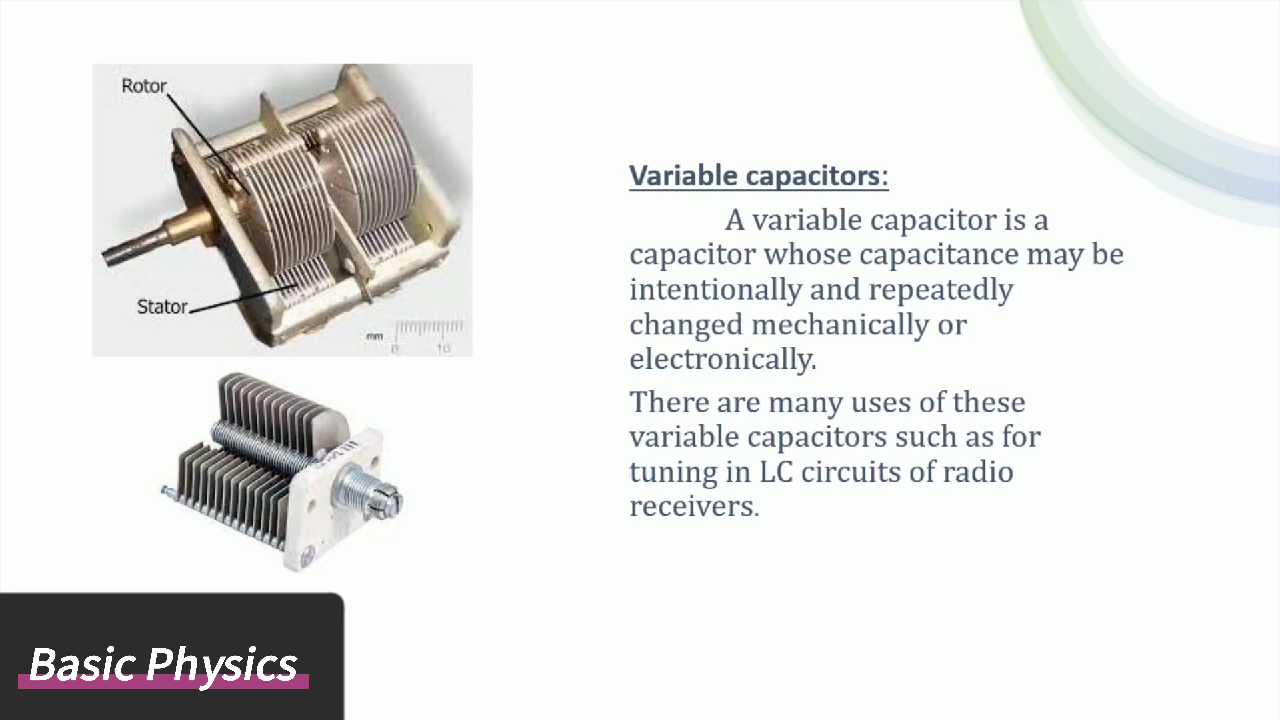 Rotor
Stator
mm
0
10
Variable capacitors:
A variable capacitor is a
capacitor whose capacitance may be
intentionally and repeatedly
changed mechanically or
electronically.
There are many uses of these
variable capacitors such as for
tuning in LC circuits of radio
receivers.
Basic Physics